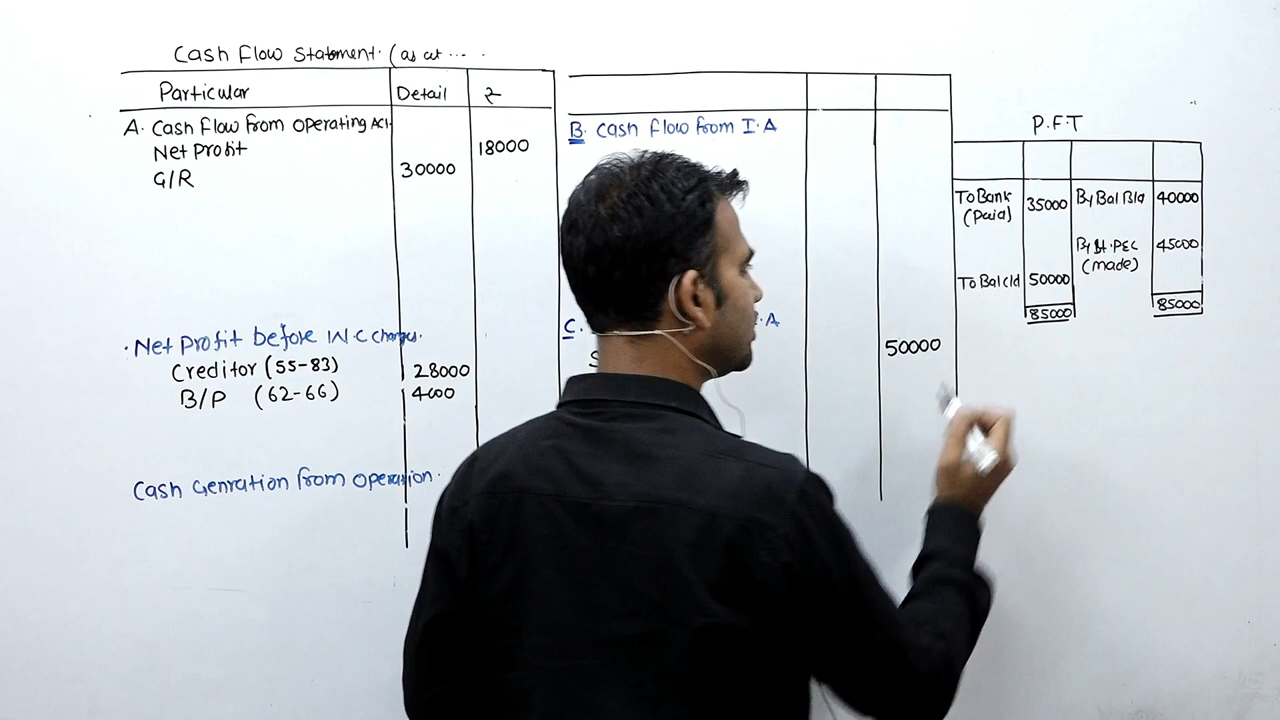 Cash Flow Statement. (as at ....
Particular Detail ₹
A. Cash Flow from Operating Act.
Net Profit 18000
G/R 30000
. Net Profit before W.C changes.
Creditor (55-83) 28000
B/P (62-66) 4000
Cash Genration from operation.
B. Cash flow from I.A
C. .A
S 50000
P.F.T
To Bank 35000 By Bal B/d 40000
(Paid)
By St. P&L 45000
(made)
To Bal c/d 50000
85000 85000